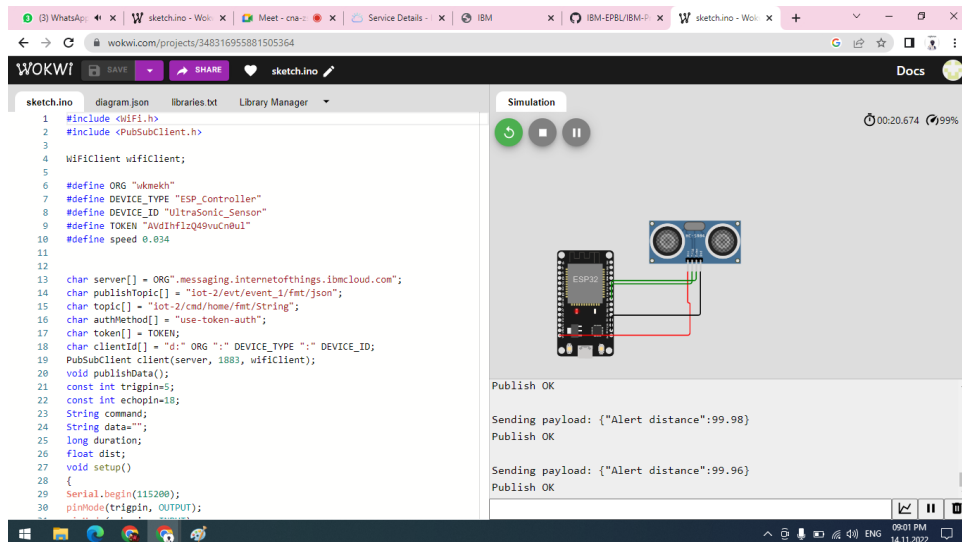 (3) WhatsAp
sketch.ino - Wok
Meet - cna-z
Service Details - 
IBM
IBM-EPBL/IBM-P
sketch.ino - Wok
wokwi.com/projects/348316955881505364
WOKWI
SAVE
SHARE
sketch.ino
Docs
sketch.ino
diagram.json
libraries.txt
Library Manager
Simulation
1 #include <WiFi.h>
2 #include <PubSubClient.h>
3
4 WiFiClient wifiClient;
5
6 #define ORG "wkmekh"
7 #define DEVICE_TYPE "ESP_Controller"
8 #define DEVICE_ID "UltraSonic_Sensor"
9 #define TOKEN "AVdIhflzQ49vuCn0ul"
10 #define speed 0.034
11
12
13 char server[] = ORG".messaging.internetofthings.ibmcloud.com";
14 char publishTopic[] = "iot-2/evt/event_1/fmt/json";
15 char topic[] = "iot-2/cmd/home/fmt/String";
16 char authMethod[] = "use-token-auth";
17 char token[] = TOKEN;
18 char clientId[] = "d:" ORG ":" DEVICE_TYPE ":" DEVICE_ID;
19 PubSubClient client(server, 1883, wifiClient);
20 void publishData();
21 const int trigpin=5;
22 const int echopin=18;
23 String command;
24 String data="";
25 long duration;
26 float dist;
27 void setup()
28 {
29 Serial.begin(115200);
30 pinMode(trigpin, OUTPUT);
00:20.674
99%
ESP32
Publish OK
Sending payload: {"Alert distance":99.98}
Publish OK
Sending payload: {"Alert distance":99.96}
Publish OK
ENG
09:01 PM
14.11.2022